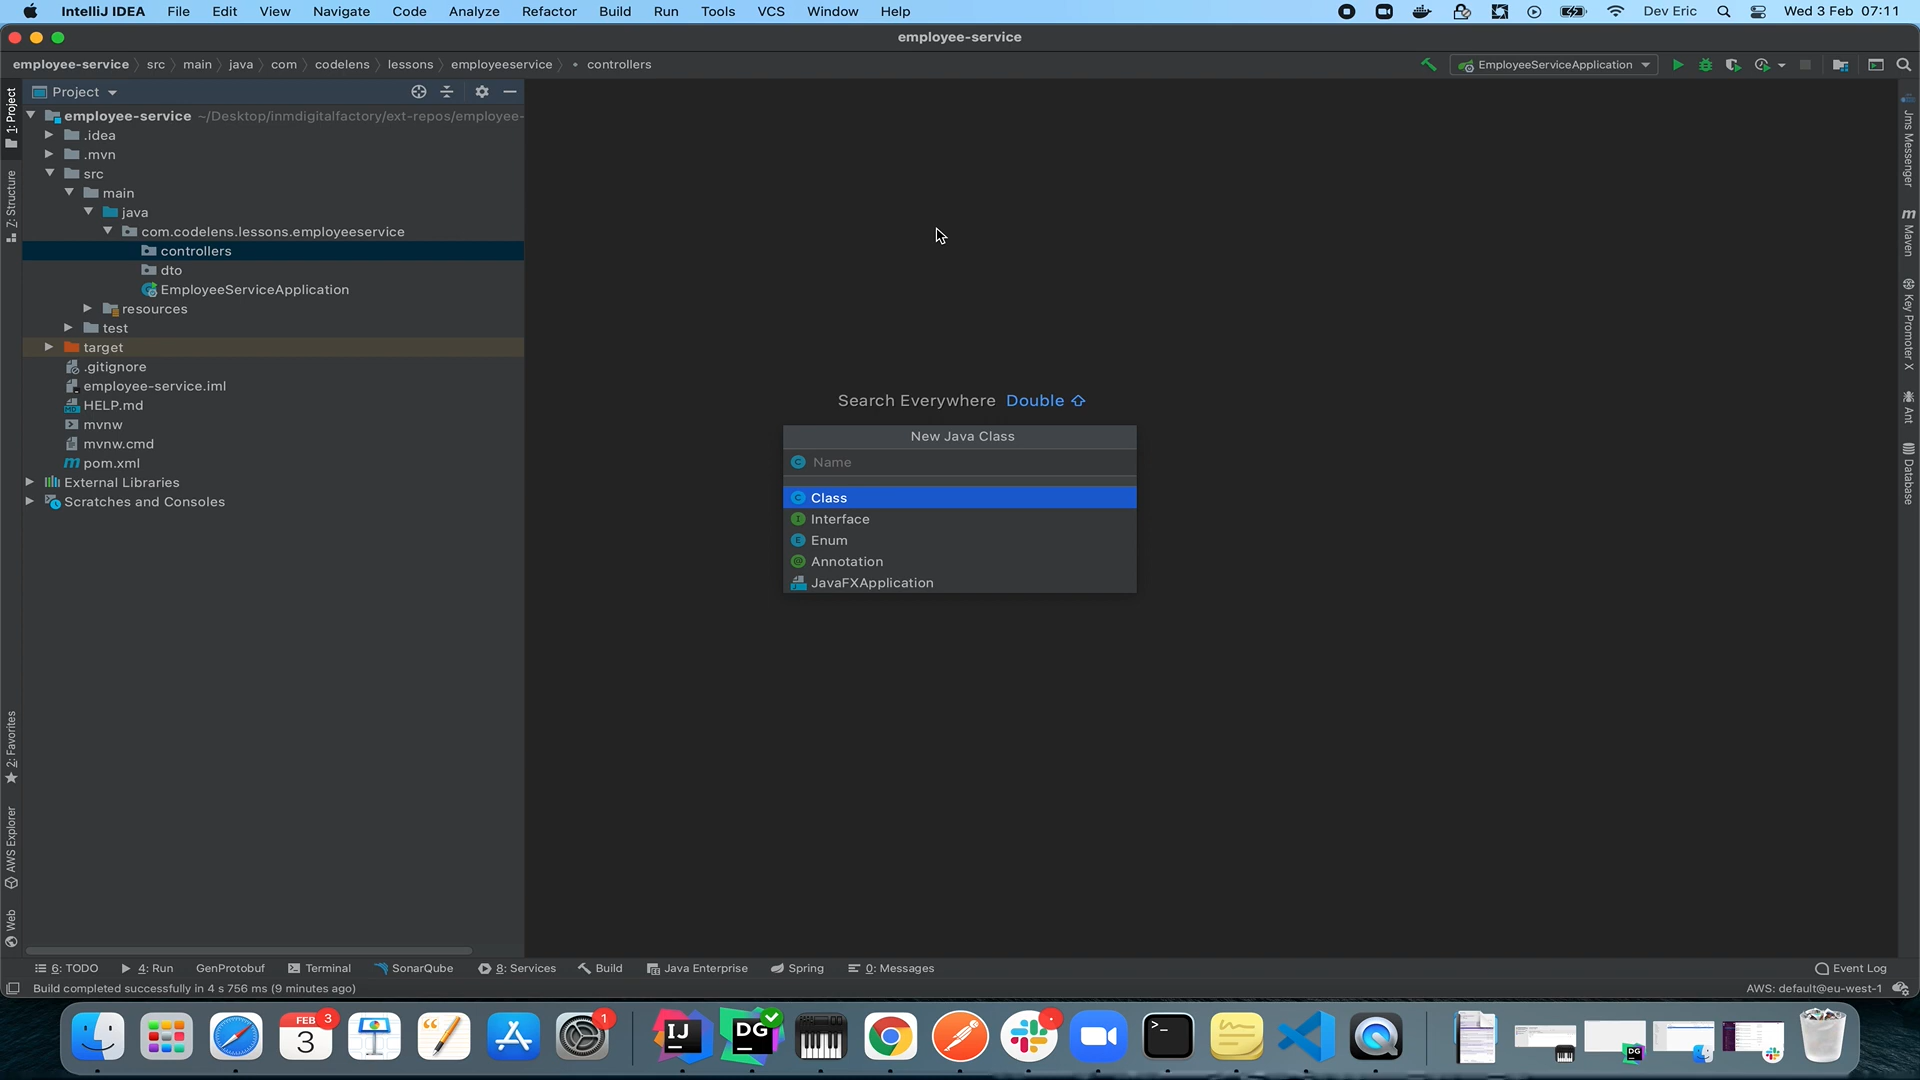 IntelliJ IDEA File Edit View Navigate Code Analyze Refactor Build Run Tools VCS Window Help Dev Eric Wed 3 Feb 07:11
employee-service
employee-service src main java com codelens lessons employeeservice controllers EmployeeServiceApplication
1: Project
Z: Structure
2: Favorites
AWS Explorer
Web
Project
employee-service ~/Desktop/inmdigitalfactory/ext-repos/employee-
.idea
.mvn
src
main
java
com.codelens.lessons.employeeservice
controllers
dto
EmployeeServiceApplication
resources
test
target
.gitignore
employee-service.iml
HELP.md
mvnw
mvnw.cmd
pom.xml
External Libraries
Scratches and Consoles
Search Everywhere Double ⇧
New Java Class
Name
Class
Interface
Enum
Annotation
JavaFXApplication
Jms Messenger
Maven
Key Promoter X
Ant
Database
6: TODO 4: Run GenProtobuf Terminal SonarQube 8: Services Build Java Enterprise Spring 0: Messages Event Log
Build completed successfully in 4 s 756 ms (9 minutes ago) AWS: default@eu-west-1
FEB 3
3
1
IJ
DG
DG